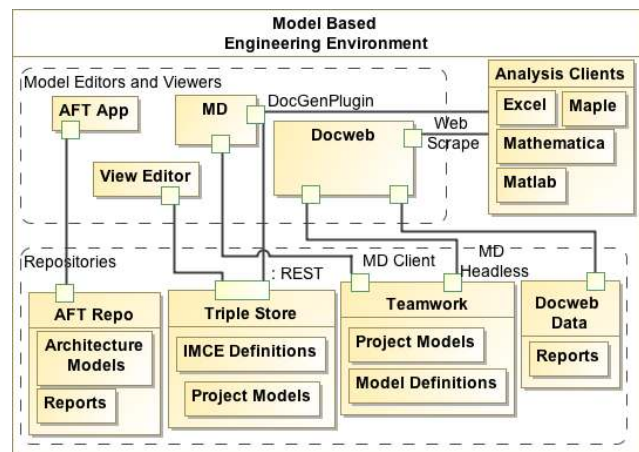 Model Based
Engineering Environment
Model Editors and Viewers
AFT App
MD
DocGenPlugin
Docweb
Web
Scrape
View Editor
Analysis Clients
Excel
Maple
Mathematica
Matlab
Repositories
: REST
MD Client
MD
Headless
AFT Repo
Architecture
Models
Reports
Triple Store
IMCE Definitions
Project Models
Teamwork
Project Models
Model Definitions
Docweb
Data
Reports